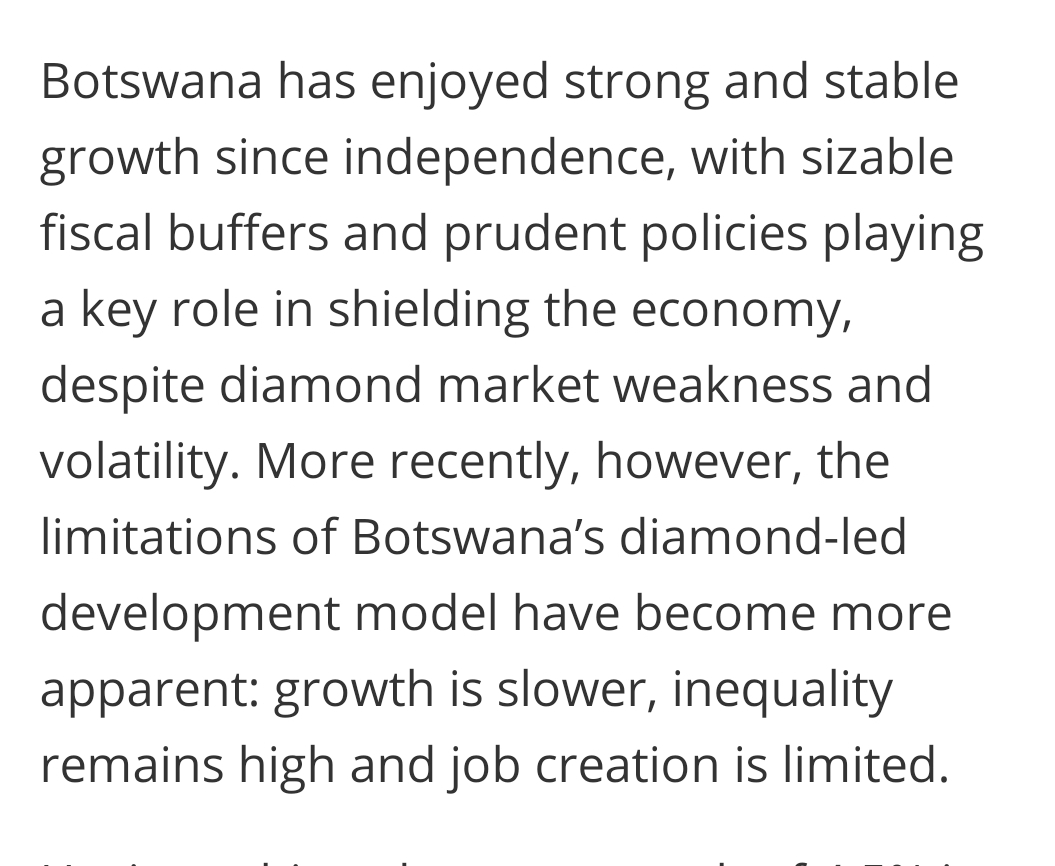 Botswana has enjoyed strong and stable
growth since independence, with sizable
fiscal buffers and prudent policies playing
a key role in shielding the economy,
despite diamond market weakness and
volatility. More recently, however, the
limitations of Botswana’s diamond-led
development model have become more
apparent: growth is slower, inequality
remains high and job creation is limited.